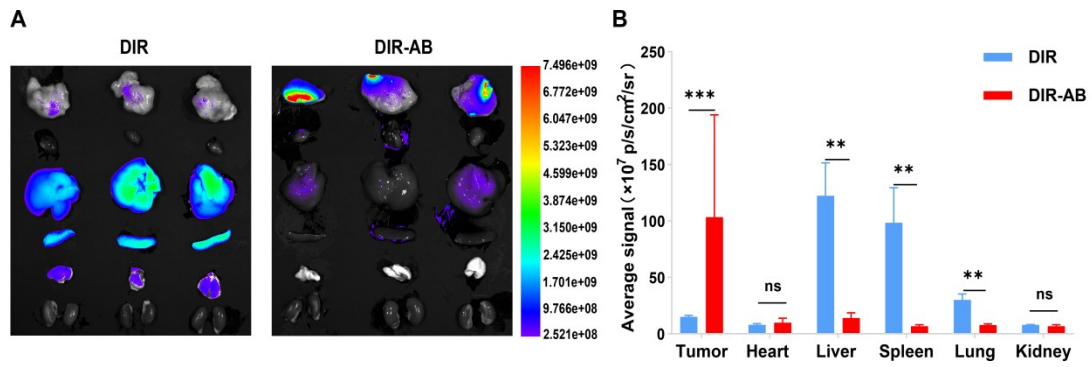 A
DIR
DIR-AB
7.496e+09
6.772e+09
6.047e+09
5.323e+09
4.599e+09
3.874e+09
3.150e+09
2.425e+09
1.701e+09
9.766e+08
2.521e+08
B
Average signal (×10⁷ p/s/cm²/sr)
250
200
150
100
50
0
DIR
DIR-AB
***
ns
**
**
**
ns
Tumor Heart Liver Spleen Lung Kidney